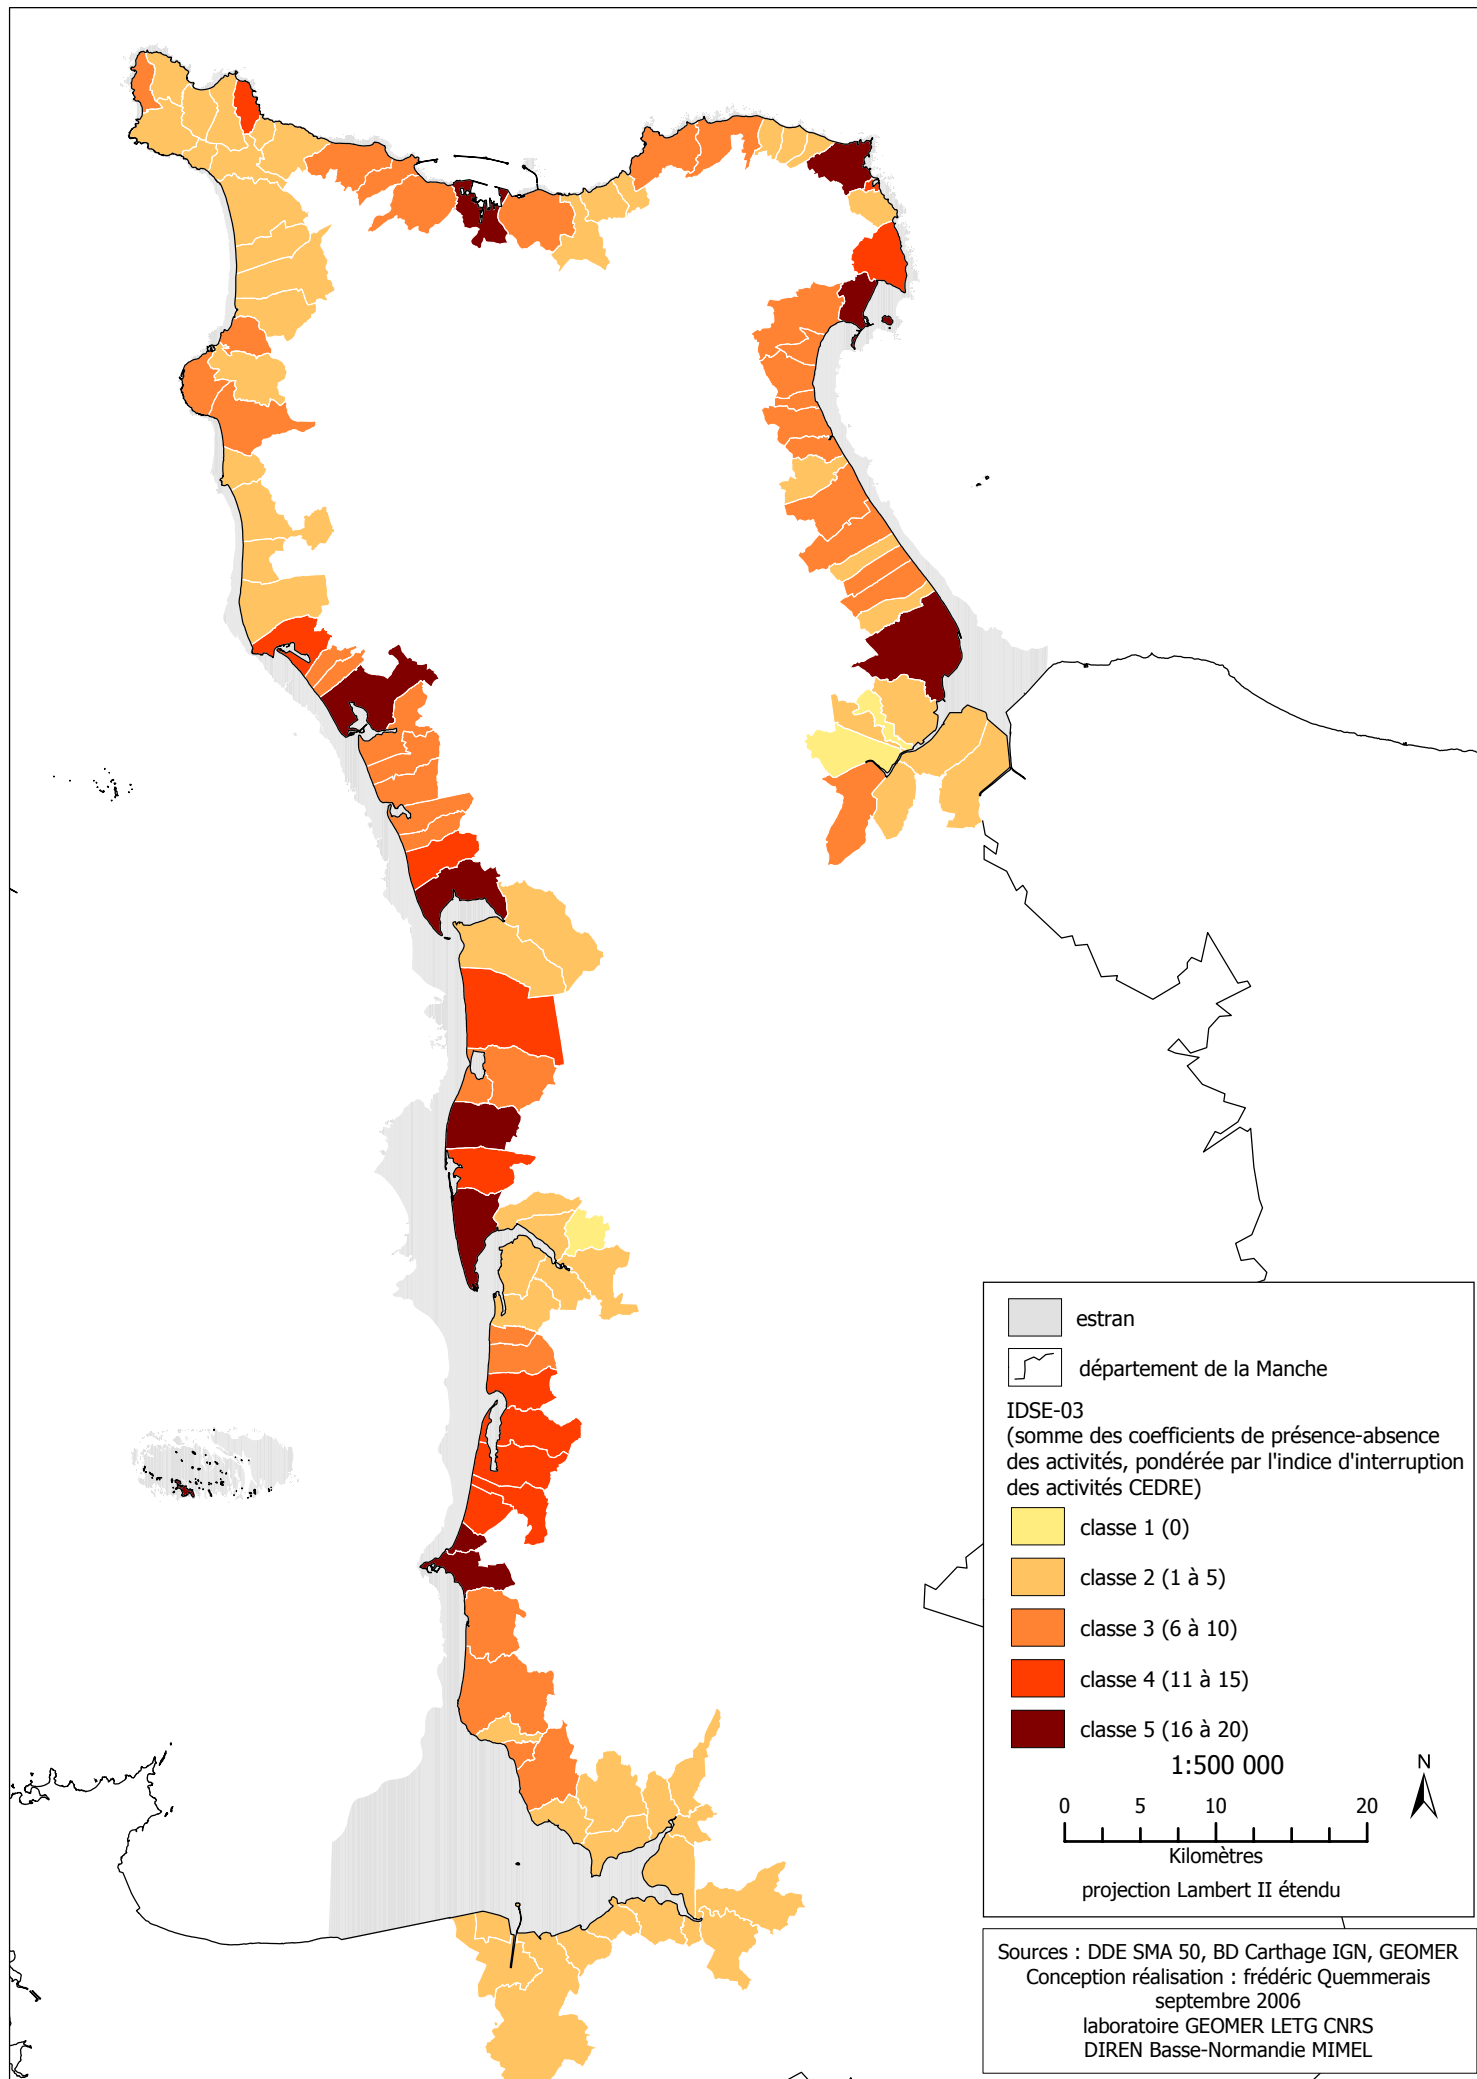 estran
département de la Manche
IDSE-03
(somme des coefficients de présence-absence
des activités, pondérée par l'indice d'interruption
des activités CEDRE)
classe 1 (0)
classe 2 (1 à 5)
classe 3 (6 à 10)
classe 4 (11 à 15)
classe 5 (16 à 20)
1:500 000
N
0 5 10 20
Kilomètres
projection Lambert II étendu
Sources : DDE SMA 50, BD Carthage IGN, GEOMER
Conception réalisation : frédéric Quemmerais
septembre 2006
laboratoire GEOMER LETG CNRS
DIREN Basse-Normandie MIMEL